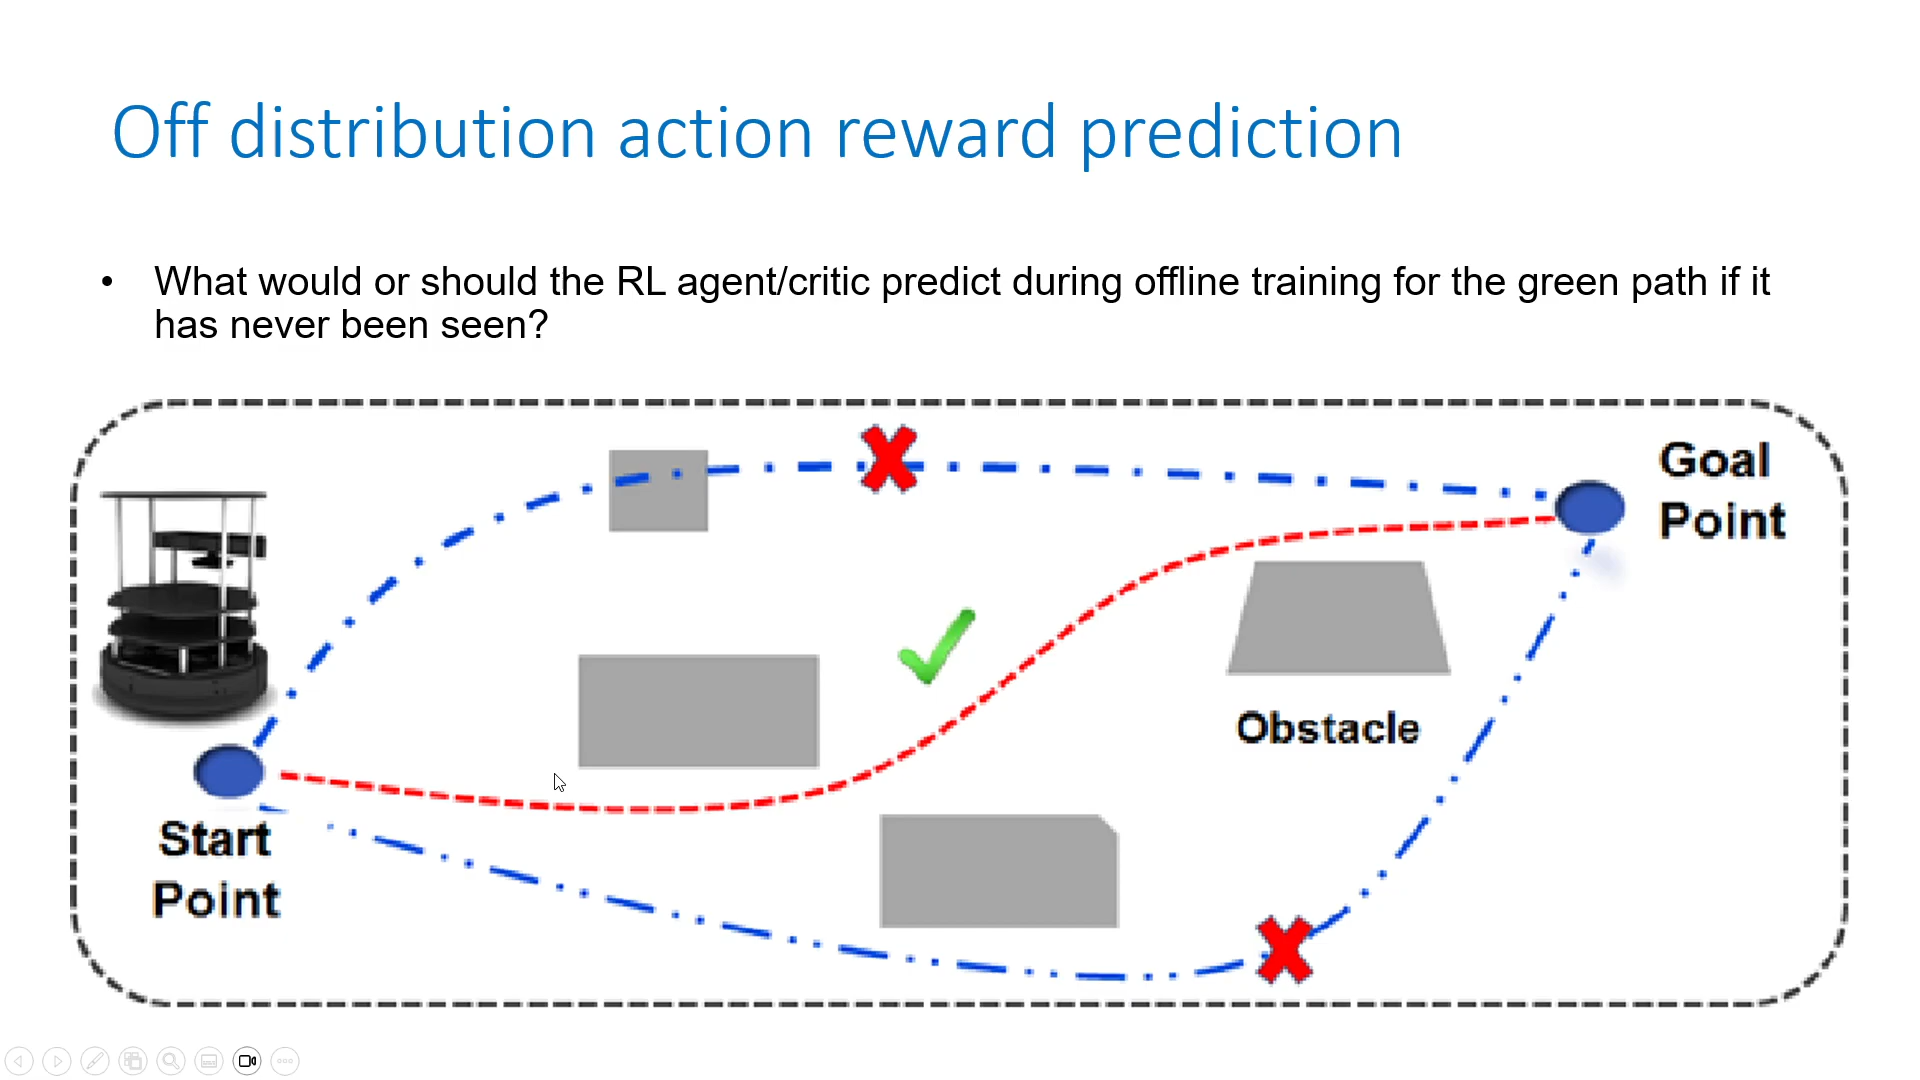 Off distribution action reward prediction
• What would or should the RL agent/critic predict during offline training for the green path if it
has never been seen?
Goal
Point
Obstacle
Start
Point